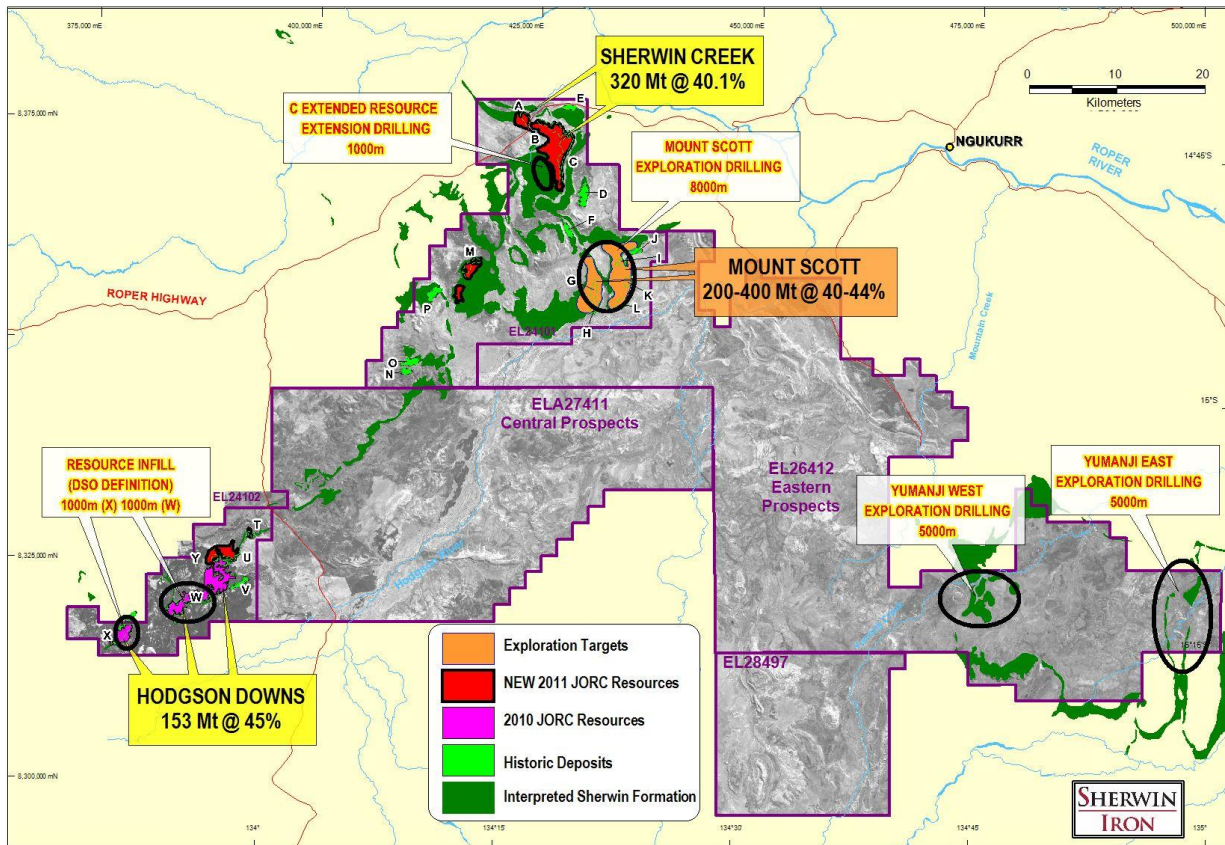 375,000 mE
400,000 mE
425,000 mE
450,000 mE
475,000 mE
500,000 mE
8,375,000 mN
8,325,000 mN
8,300,000 mN
14°45'S
15°S
15'
134°
134°15'
134°30'
134°45'
135°
0 10 20
Kilometers
SHERWIN CREEK
320 Mt @ 40.1%
C EXTENDED RESOURCE
EXTENSION DRILLING
1000m
MOUNT SCOTT
EXPLORATION DRILLING
8000m
NGUKURR
ROPER
RIVER
A
E
B
C
D
F
J
I
M
G
K
L
H
P
O
N
MOUNT SCOTT
200-400 Mt @ 40-44%
ROPER HIGHWAY
Mountain Creek
ELA27411
Central Prospects
EL24102
EL26412
Eastern
Prospects
EL28497
RESOURCE INFILL
(DSO DEFINITION)
1000m (X) 1000m (W)
YUMANJI WEST
EXPLORATION DRILLING
5000m
YUMANJI EAST
EXPLORATION DRILLING
5000m
T
Y
U
V
W
X
HODGSON DOWNS
153 Mt @ 45%
Exploration Targets
NEW 2011 JORC Resources
2010 JORC Resources
Historic Deposits
Interpreted Sherwin Formation
SHERWIN
IRON